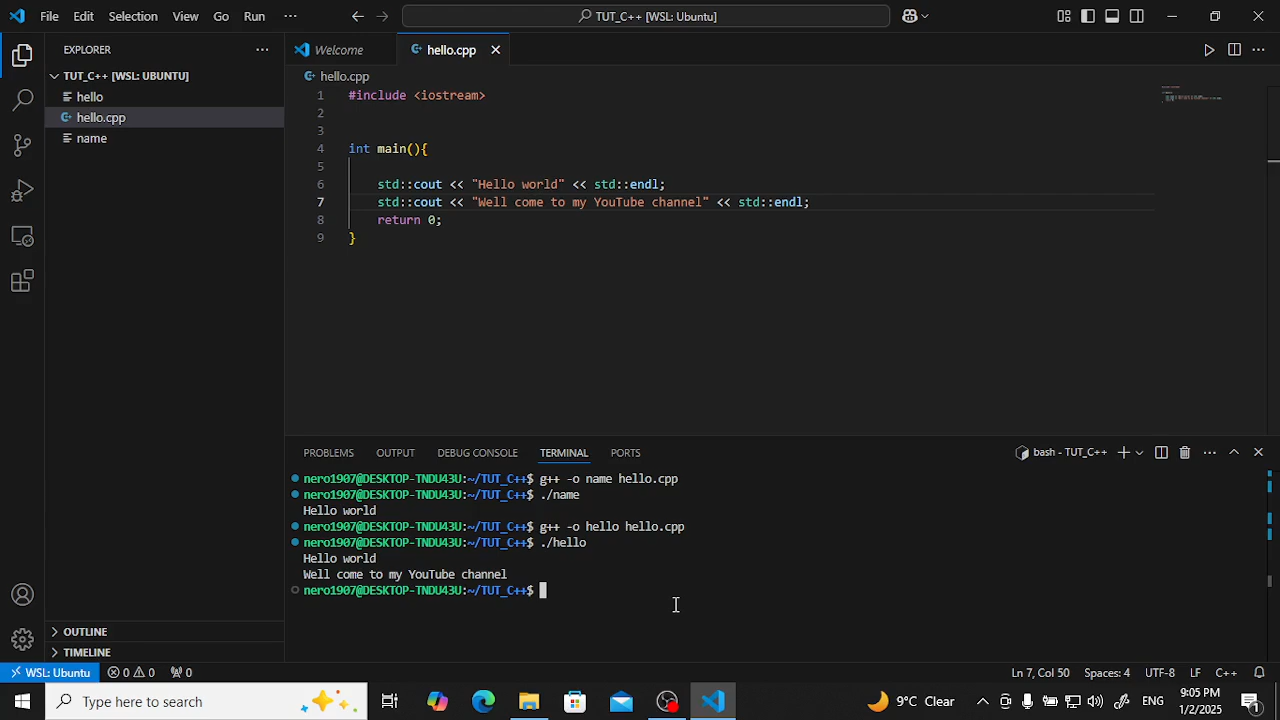 File Edit Selection View Go Run ··· TUT_C++ [WSL: Ubuntu]
EXPLORER ···
Welcome hello.cpp
TUT_C++ [WSL: UBUNTU]
hello
hello.cpp
name
hello.cpp
1 #include <iostream>
2
3
4 int main(){
5
6 std::cout << "Hello world" << std::endl;
7 std::cout << "Well come to my YouTube channel" << std::endl;
8 return 0;
9 }
PROBLEMS OUTPUT DEBUG CONSOLE TERMINAL PORTS bash - TUT_C++
nero1907@DESKTOP-TNDU43U:~/TUT_C++$ g++ -o name hello.cpp
nero1907@DESKTOP-TNDU43U:~/TUT_C++$ ./name
Hello world
nero1907@DESKTOP-TNDU43U:~/TUT_C++$ g++ -o hello hello.cpp
nero1907@DESKTOP-TNDU43U:~/TUT_C++$ ./hello
Hello world
Well come to my YouTube channel
nero1907@DESKTOP-TNDU43U:~/TUT_C++$
OUTLINE
TIMELINE
WSL: Ubuntu 0 0 0 Ln 7, Col 50 Spaces: 4 UTF-8 LF C++
Type here to search 9°C Clear ENG 9:05 PM
1/2/2025 1